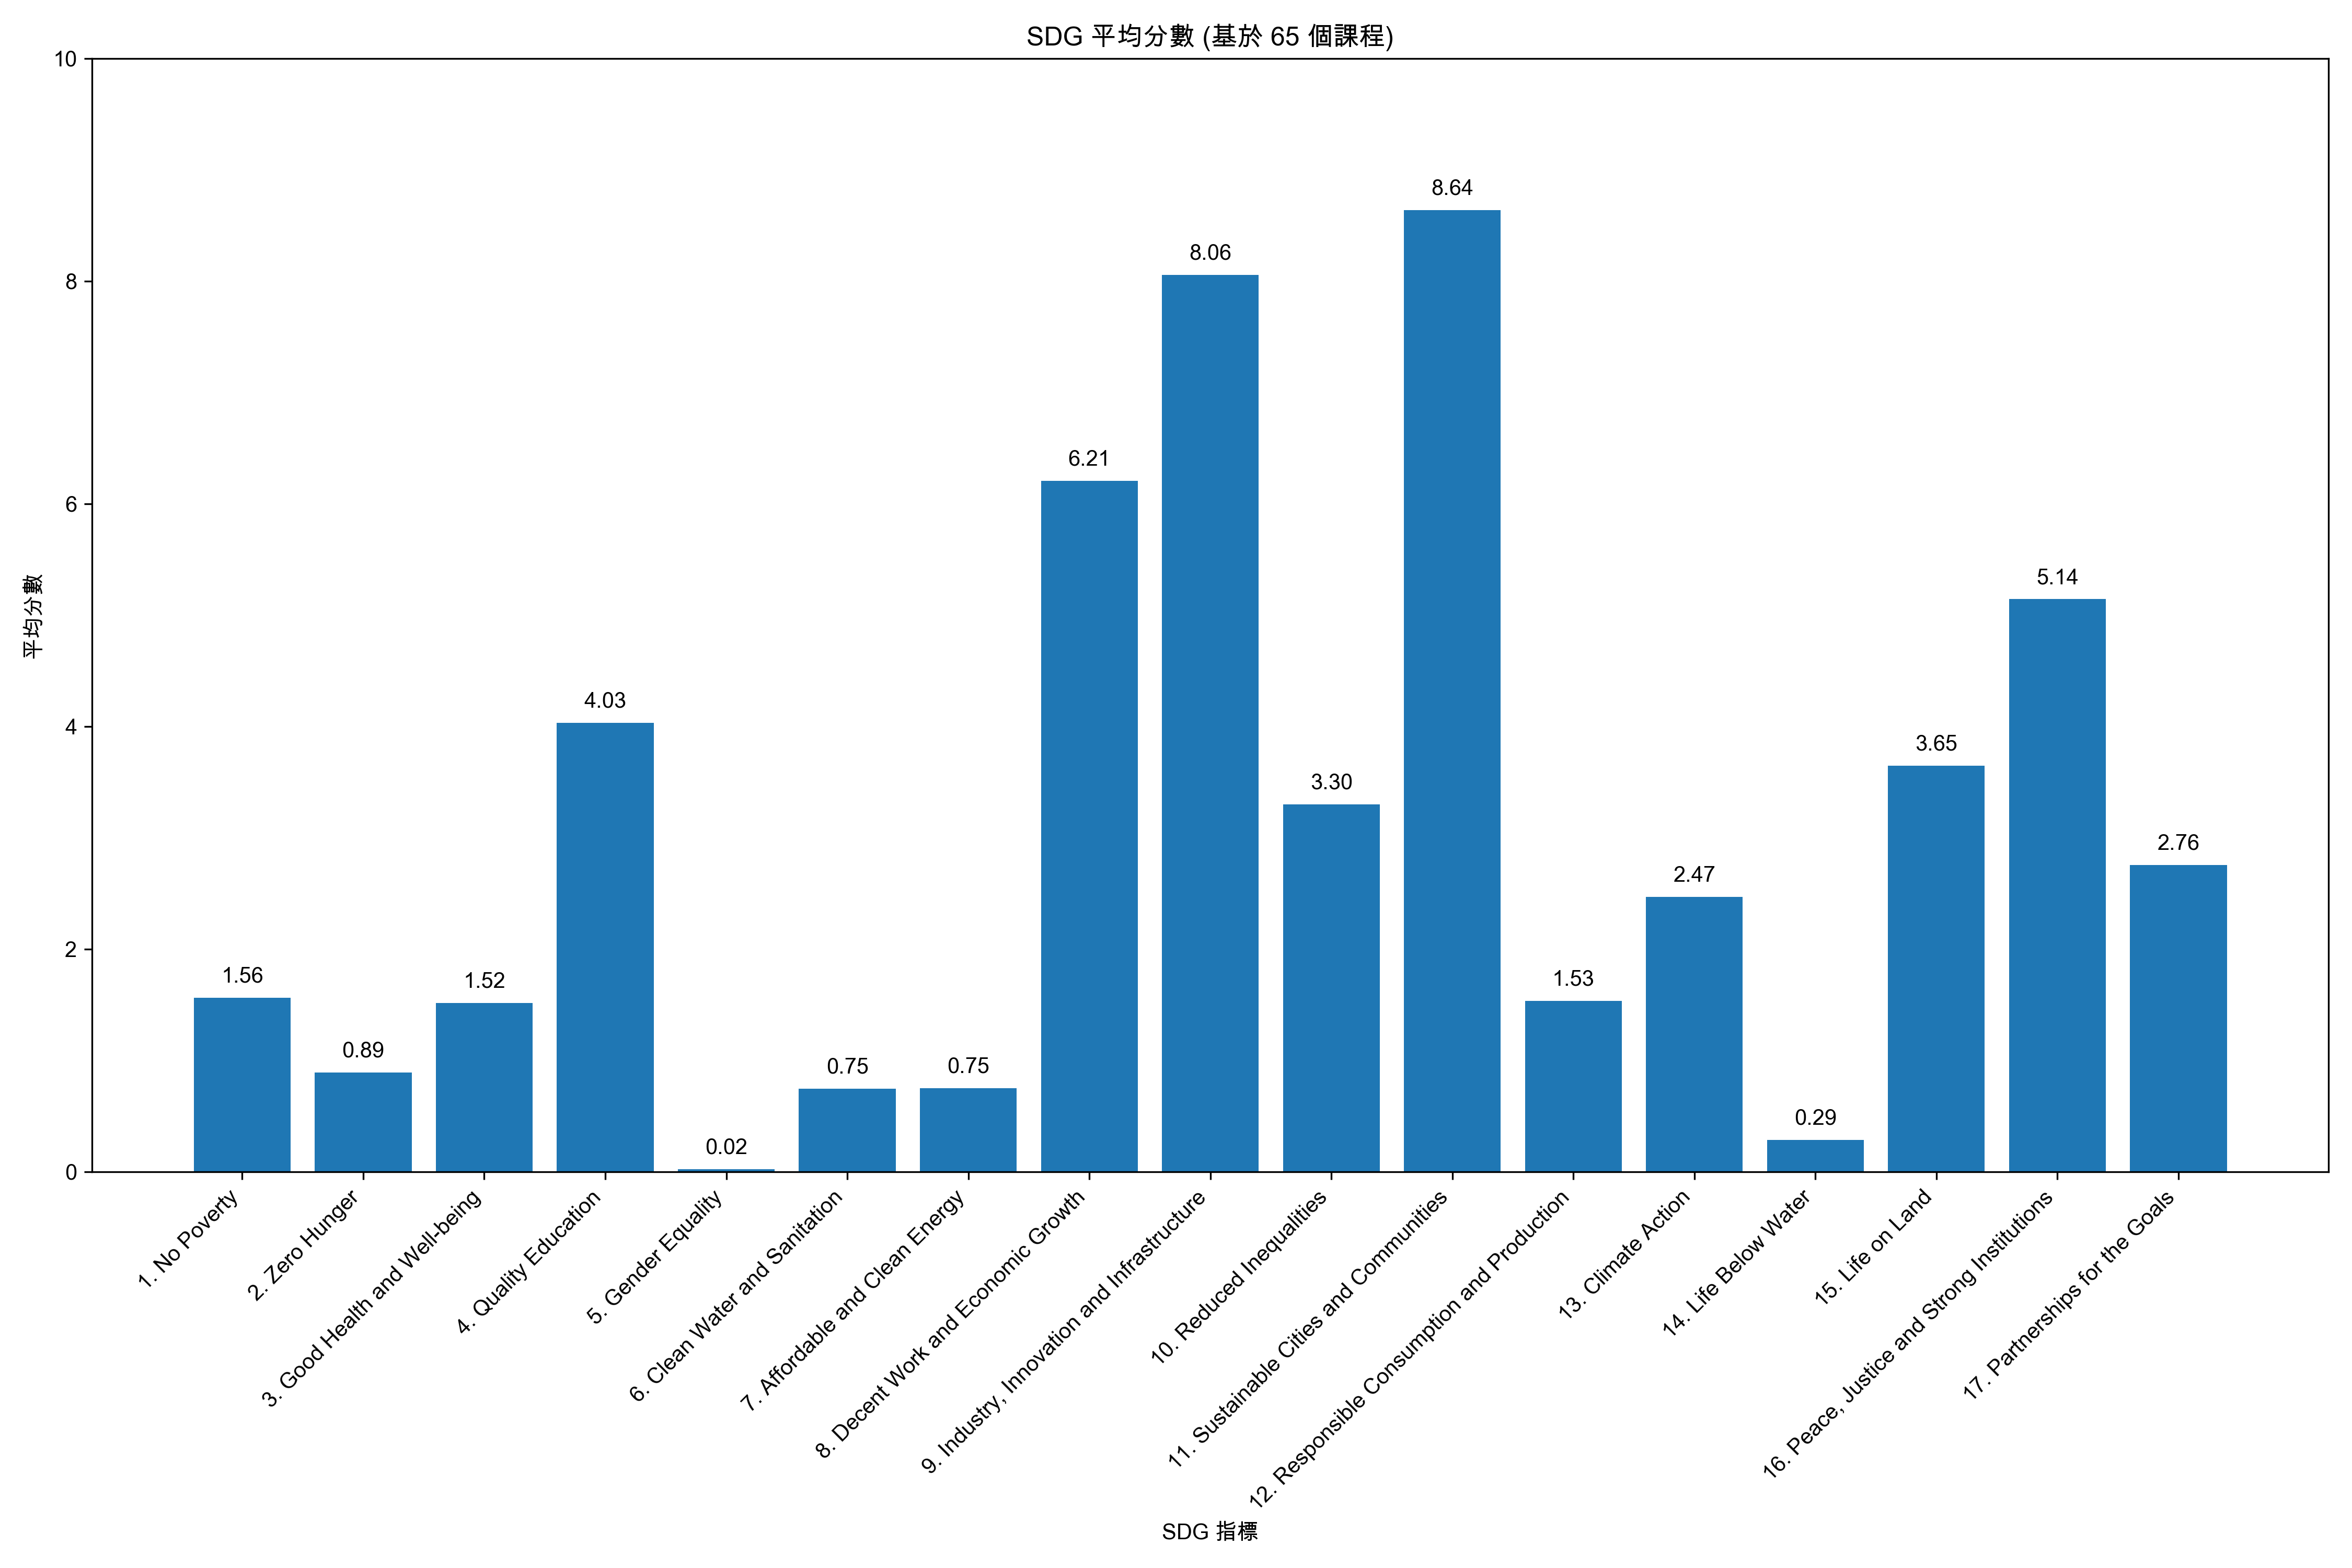 SDG 平均分數 (基於 65 個課程)
平均分數
10
8
6
4
2
0
1.56
0.89
1.52
4.03
0.02
0.75
0.75
6.21
8.06
3.30
8.64
1.53
2.47
0.29
3.65
5.14
2.76
1. No Poverty
2. Zero Hunger
3. Good Health and Well-being
4. Quality Education
5. Gender Equality
6. Clean Water and Sanitation
7. Affordable and Clean Energy
8. Decent Work and Economic Growth
9. Industry, Innovation and Infrastructure
10. Reduced Inequalities
11. Sustainable Cities and Communities
12. Responsible Consumption and Production
13. Climate Action
14. Life Below Water
15. Life on Land
16. Peace, Justice and Strong Institutions
17. Partnerships for the Goals
SDG 指標